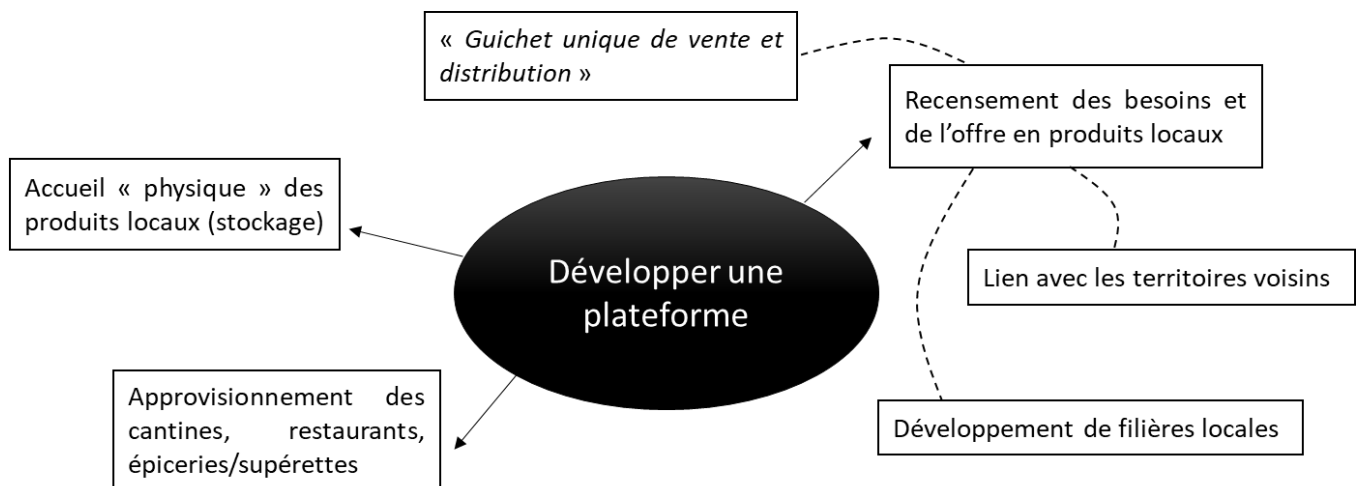 « Guichet unique de vente et
distribution »
Recensement des besoins et
de l’offre en produits locaux
Accueil « physique » des
produits locaux (stockage)
Développer une
plateforme
Lien avec les territoires voisins
Approvisionnement des
cantines, restaurants,
épiceries/supérettes
Développement de filières locales